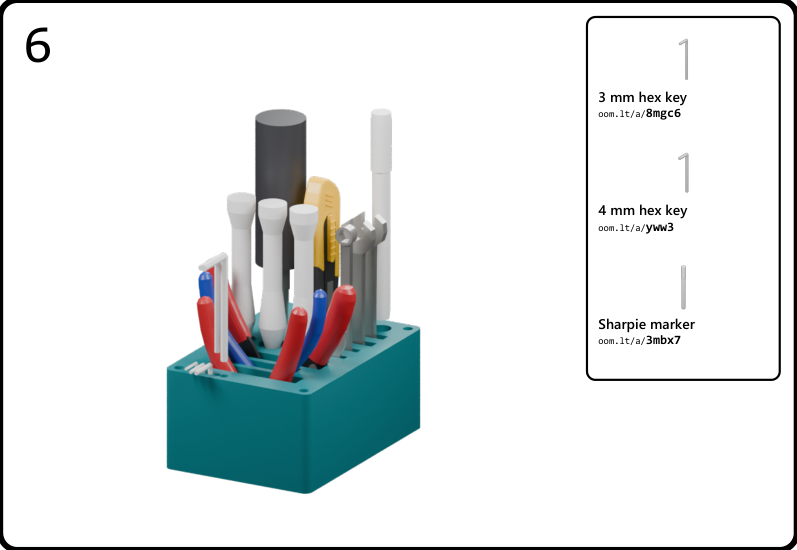 6
3 mm hex key
oom.lt/a/8mgc6
4 mm hex key
oom.lt/a/yww3
Sharpie marker
oom.lt/a/3mbx7